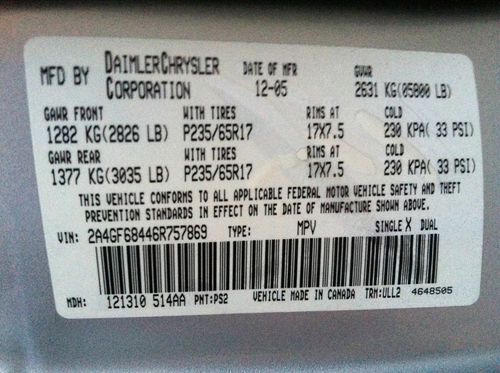 MFD BY DAIMLERCHRYSLER CORPORATION DATE OF MFR 12-05 GVWR 2631 KG(05800 LB)
GAWR FRONT WITH TIRES RIMS AT COLD
1282 KG(2826 LB) P235/65R17 17X7.5 230 KPA( 33 PSI)
GAWR REAR WITH TIRES RIMS AT COLD
1377 KG(3035 LB) P235/65R17 17X7.5 230 KPA( 33 PSI)
THIS VEHICLE CONFORMS TO ALL APPLICABLE FEDERAL MOTOR VEHICLE SAFETY AND THEFT
PREVENTION STANDARDS IN EFFECT ON THE DATE OF MANUFACTURE SHOWN ABOVE.
VIN: 2A4GF68446R757869 TYPE: MPV SINGLE X DUAL
MDH: 121310 514AA PNT:PS2 VEHICLE MADE IN CANADA TRM:ULL2 4648505